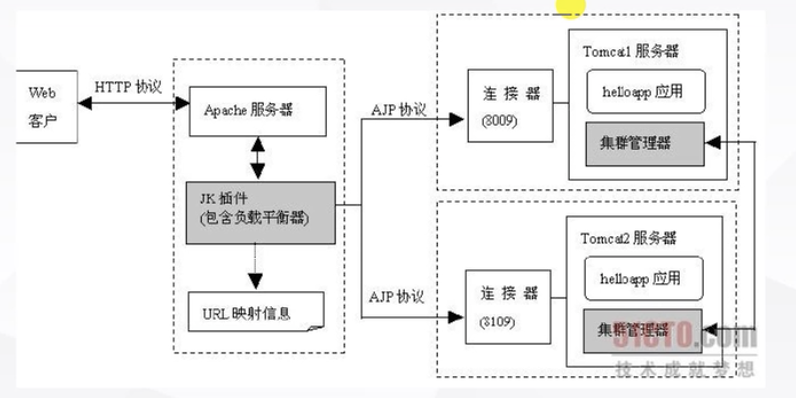 Web
客户
HTTP 协议
Apache 服务器
JK 插件
(包含负载平衡器)
URL 映射信息
AJP 协议
连 接 器
(8009)
Tomcat1 服务器
helloapp 应用
集群管理器
AJP 协议
连 接 器
(8109)
Tomcat2 服务器
helloapp 应用
集群管理器
51CTO.com
技术成就梦想